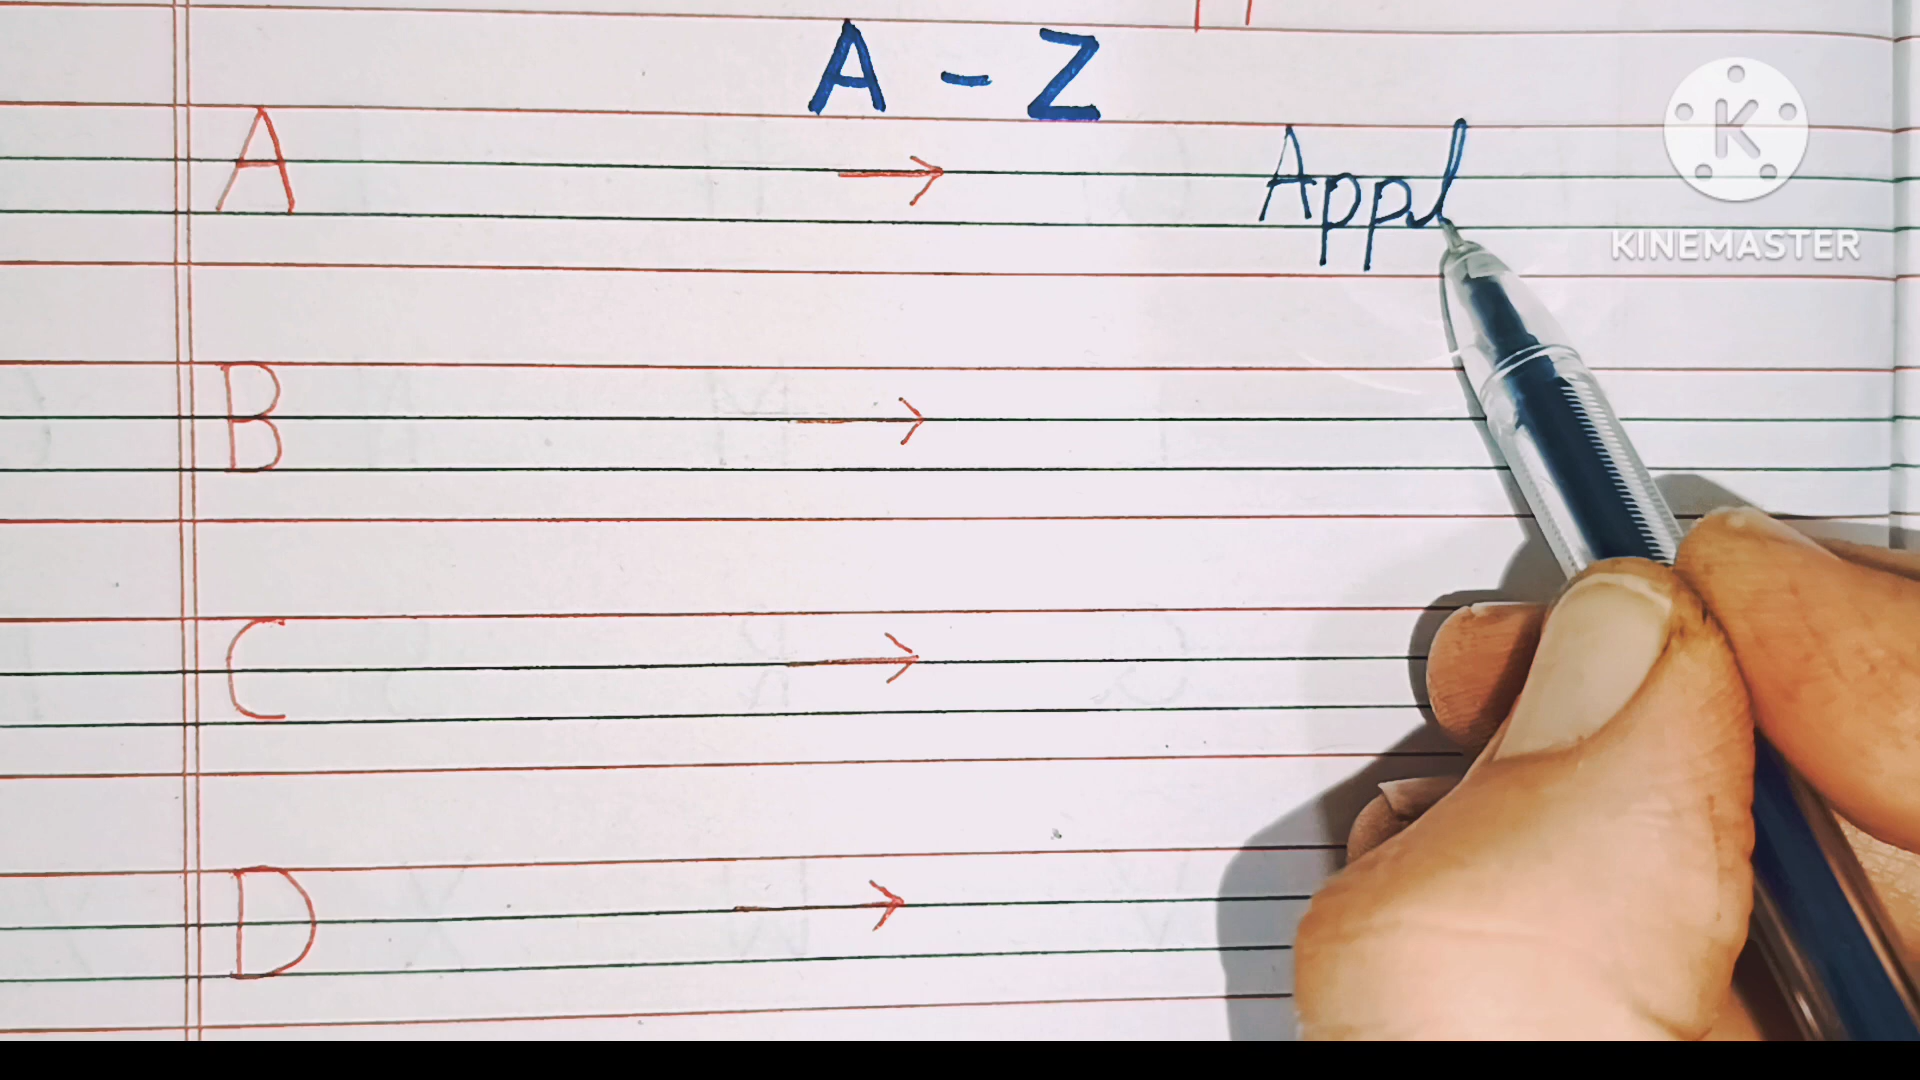 A - Z
A → Appl
B →
C →
D →
K
KINEMASTER